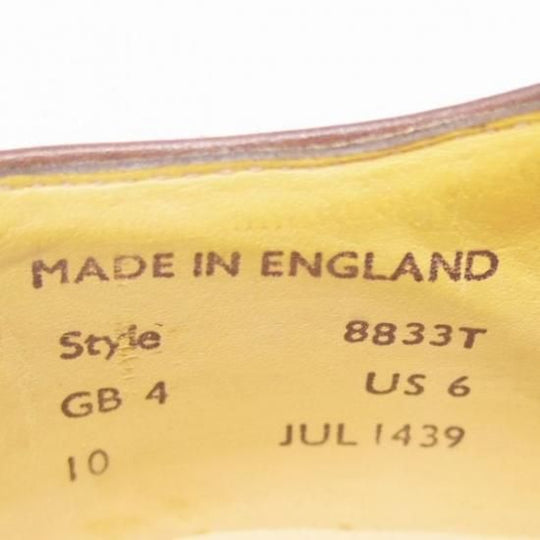 MADE IN ENGLAND
Style 8833T
GB 4 US 6
10 JUL 1439